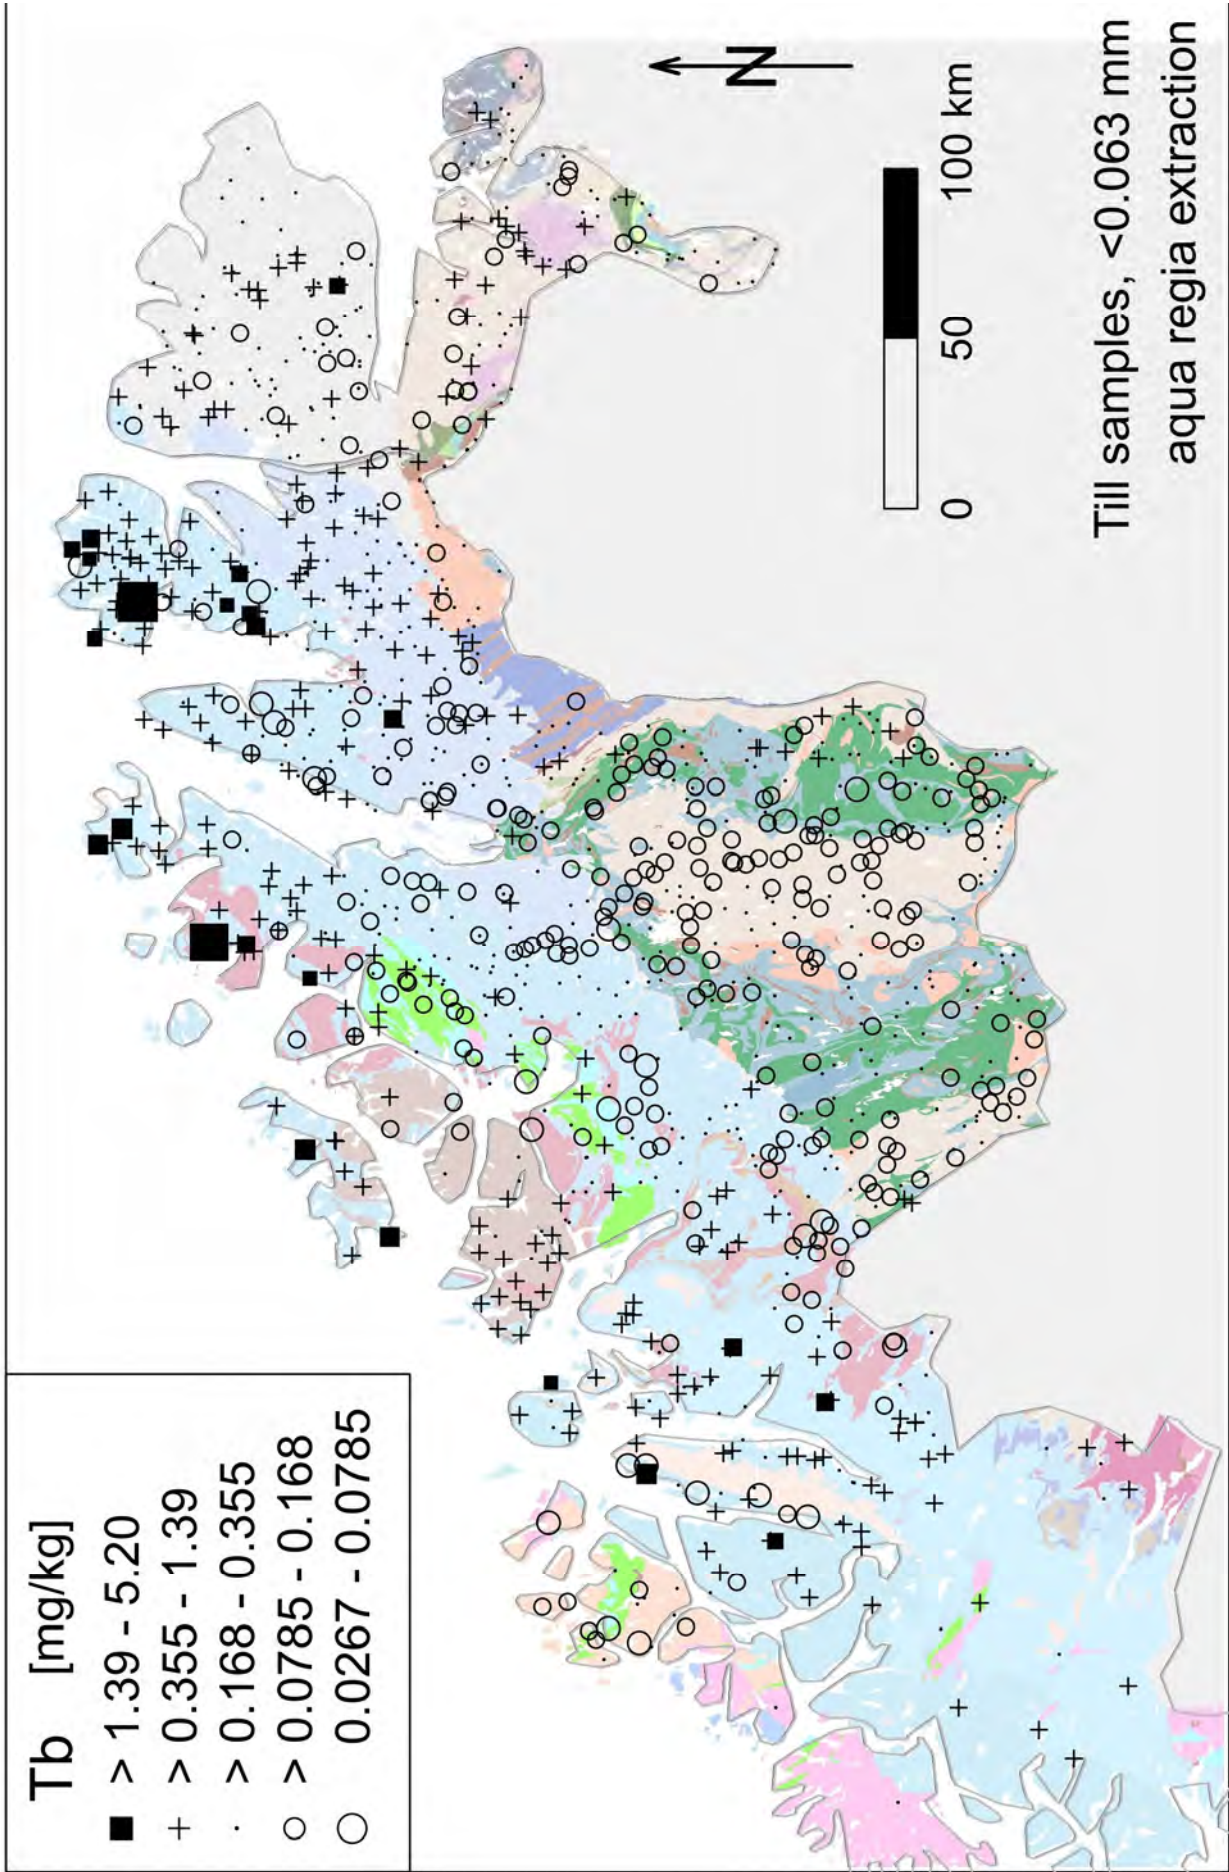 Tb [mg/kg]
> 1.39 - 5.20
> 0.355 - 1.39
> 0.168 - 0.355
> 0.0785 - 0.168
0.0267 - 0.0785
N
0 50 100 km
Till samples, <0.063 mm
aqua regia extraction